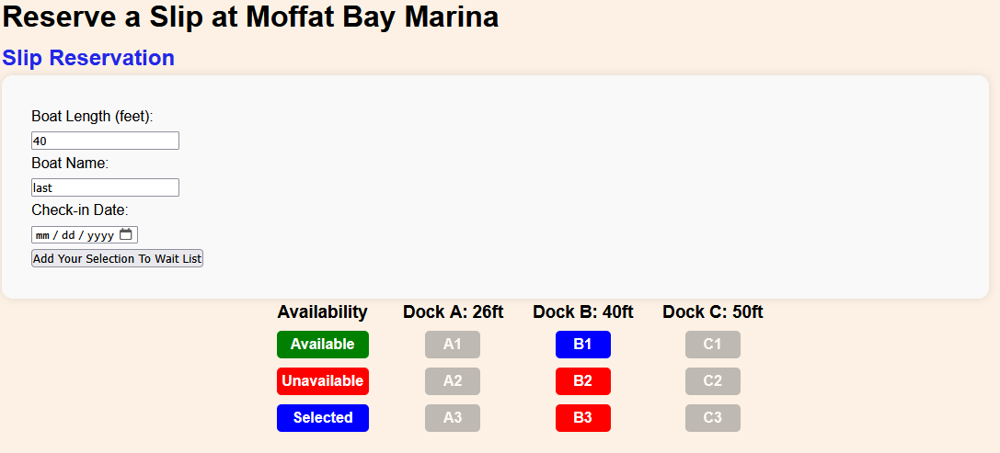 Reserve a Slip at Moffat Bay Marina
Slip Reservation
Boat Length (feet):
40
Boat Name:
last
Check-in Date:
mm / dd / yyyy
Add Your Selection To Wait List
Availability Dock A: 26ft Dock B: 40ft Dock C: 50ft
Available A1 B1 C1
Unavailable A2 B2 C2
Selected A3 B3 C3